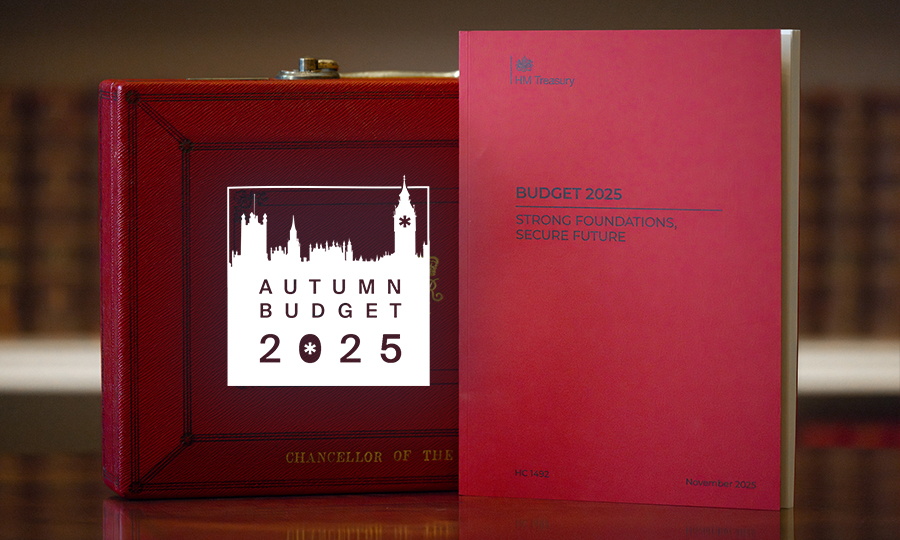 AUTUMN
BUDGET
2025
CHANCELLOR OF THE
HM Treasury
BUDGET 2025
STRONG FOUNDATIONS,
SECURE FUTURE
HC 1492
November 2025